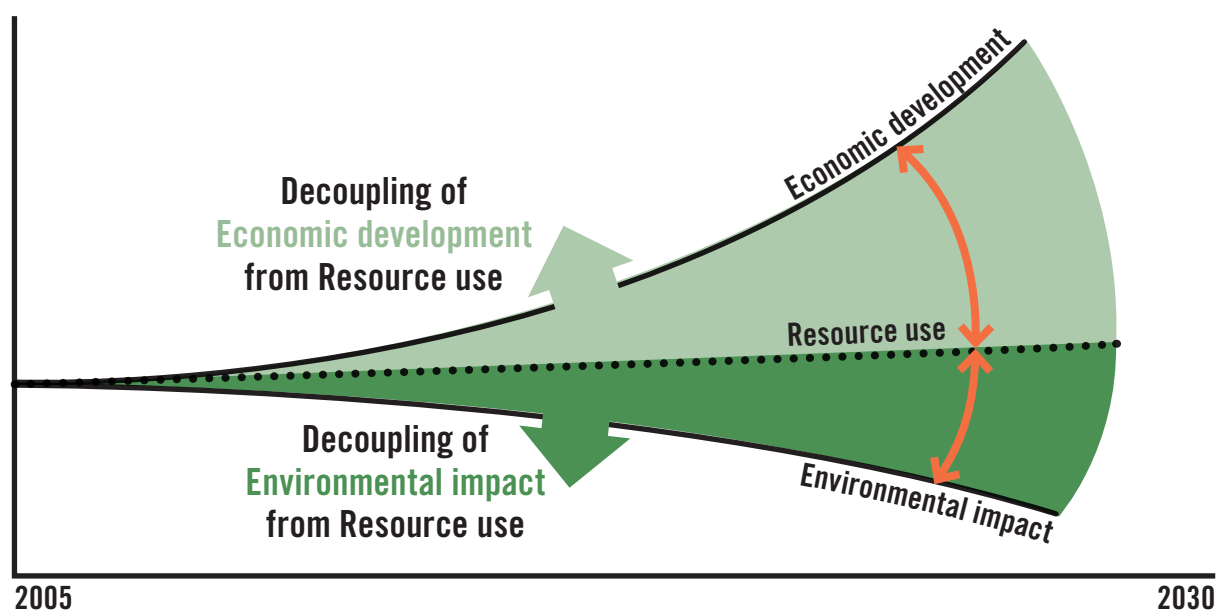 Economic development
Decoupling of
Economic development
from Resource use
Resource use
Decoupling of
Environmental impact
from Resource use
Environmental impact
2005
2030